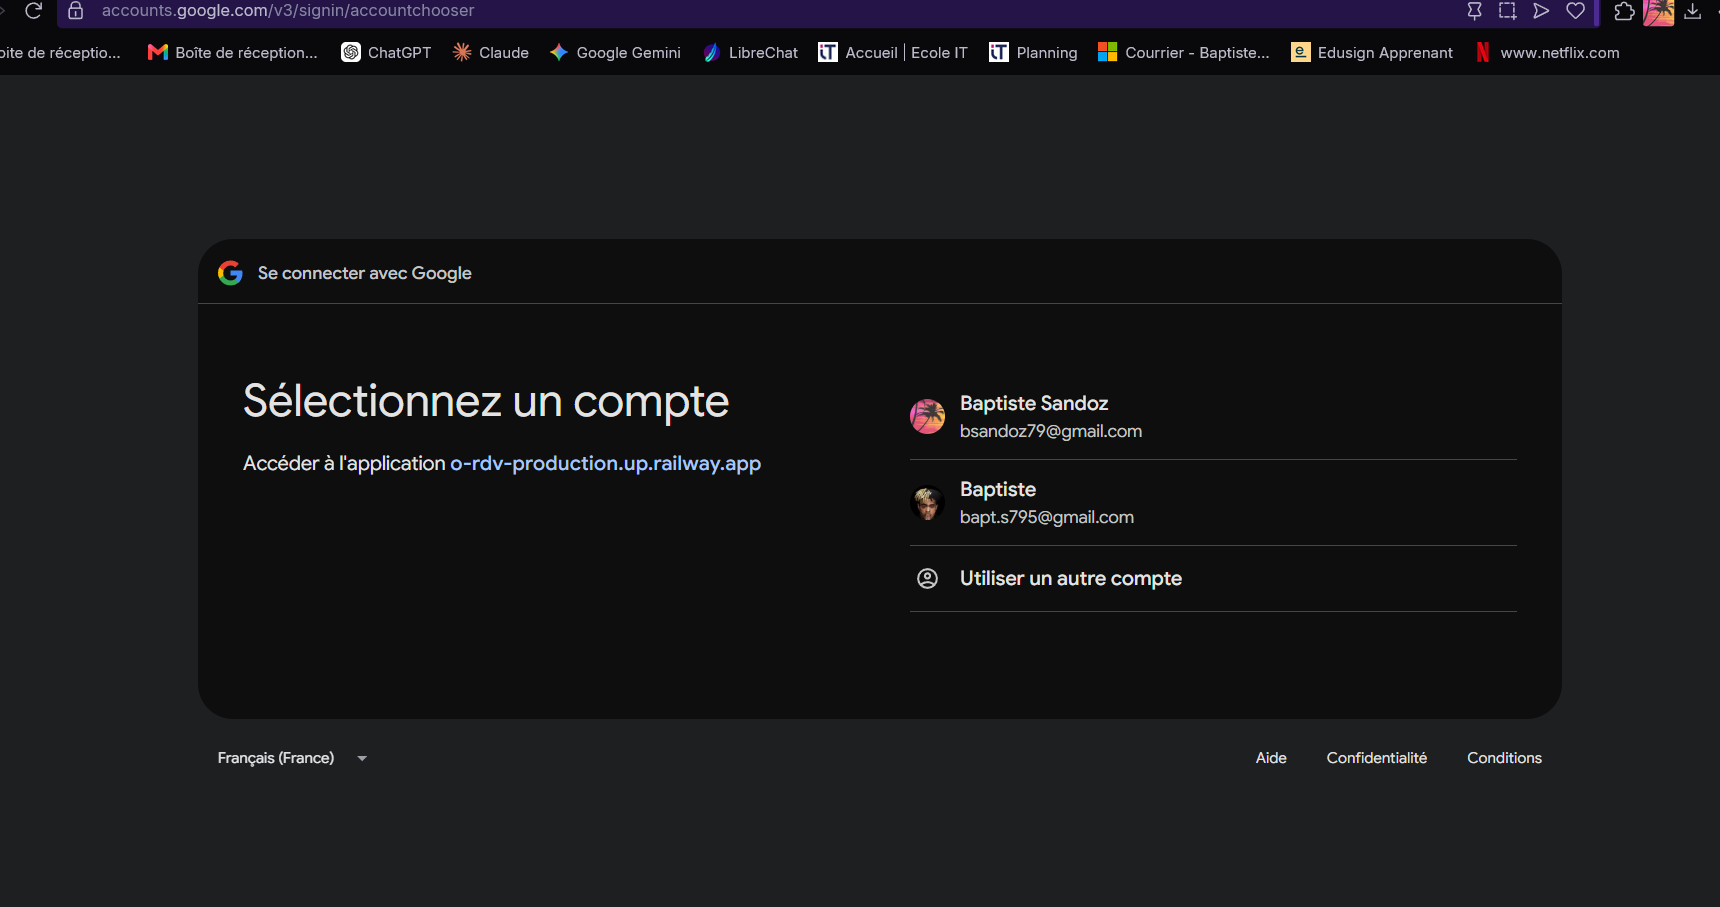 accounts.google.com/v3/signin/accountchooser
oite de réceptio...
Boîte de réception...
ChatGPT
Claude
Google Gemini
LibreChat
iT
Accueil | Ecole IT
iT
Planning
Courrier - Baptiste...
e
Edusign Apprenant
N
www.netflix.com
G
Se connecter avec Google
Sélectionnez un compte
Accéder à l'application o-rdv-production.up.railway.app
Baptiste Sandoz
bsandoz79@gmail.com
Baptiste
bapt.s795@gmail.com
Utiliser un autre compte
Français (France)
Aide
Confidentialité
Conditions